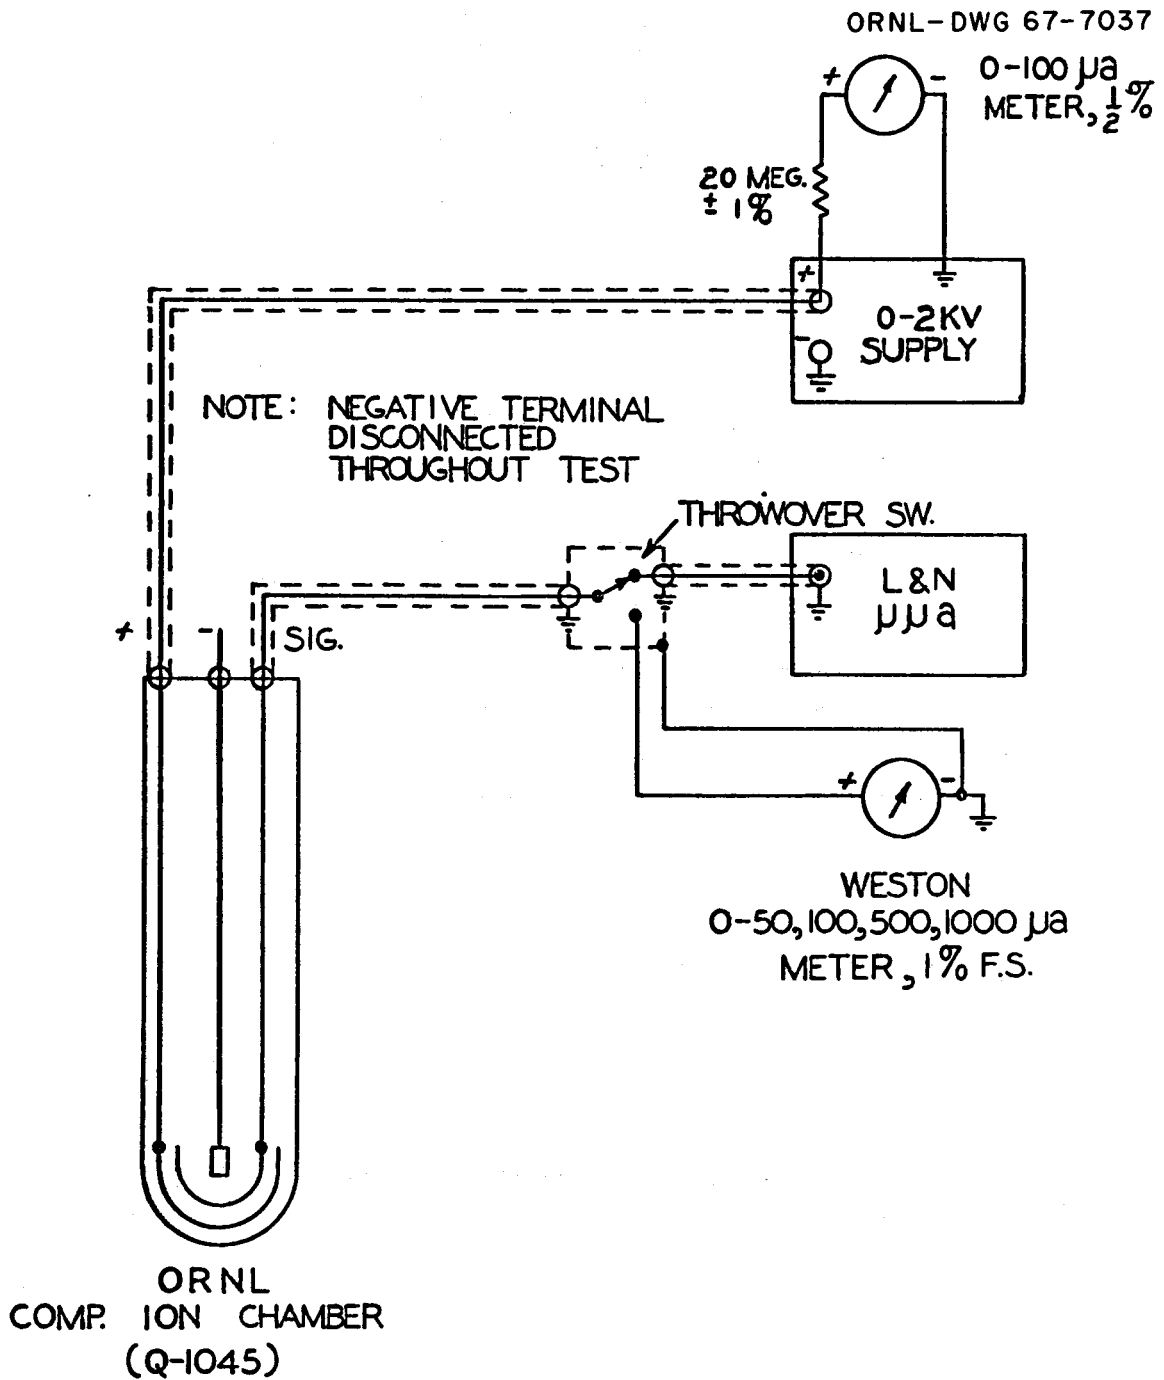 ORNL-DWG 67-7037
0-100 µa
METER, ½%
+
-
20 MEG.
± 1%
+
0-2KV
SUPPLY
-
NOTE: NEGATIVE TERMINAL
DISCONNECTED
THROUGHOUT TEST
THROWOVER SW.
L&N
µµa
+
-
SIG.
+
-
WESTON
0-50,100,500,1000 µa
METER, 1% F.S.
ORNL
COMP. ION CHAMBER
(Q-1045)